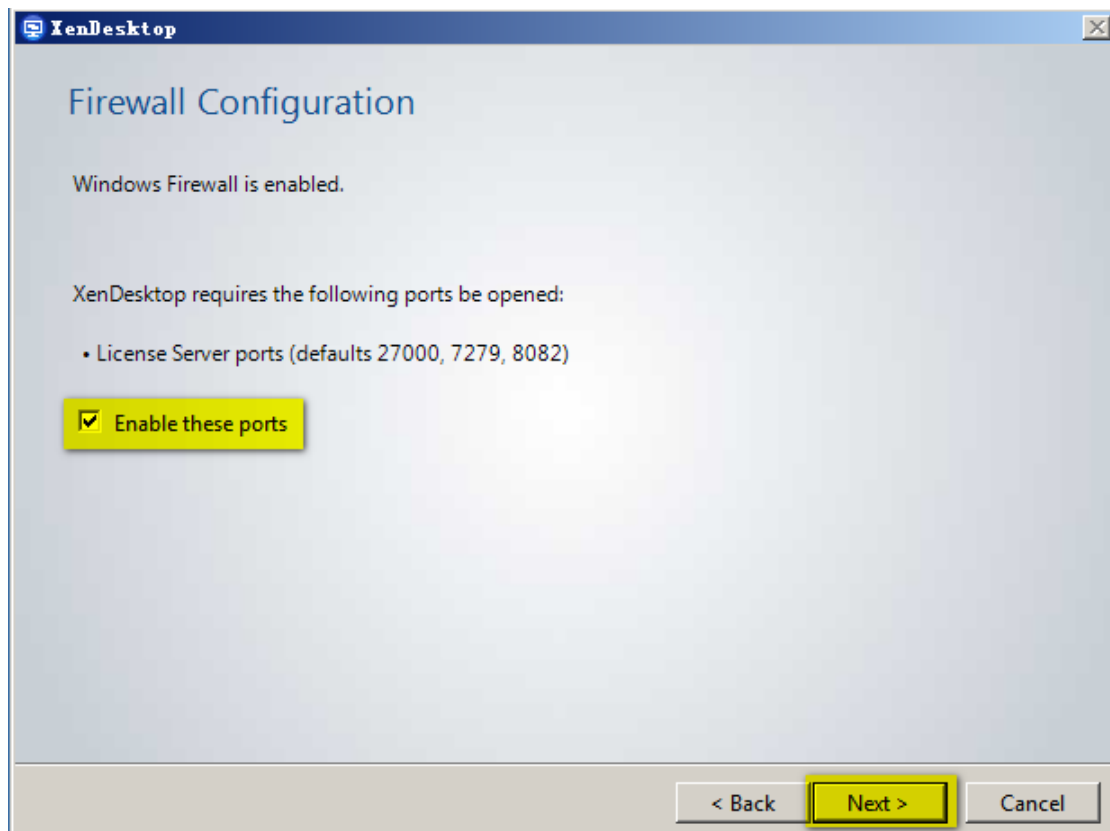 XenDesktop
Firewall Configuration
Windows Firewall is enabled.
XenDesktop requires the following ports be opened:
• License Server ports (defaults 27000, 7279, 8082)
Enable these ports
< Back Next > Cancel